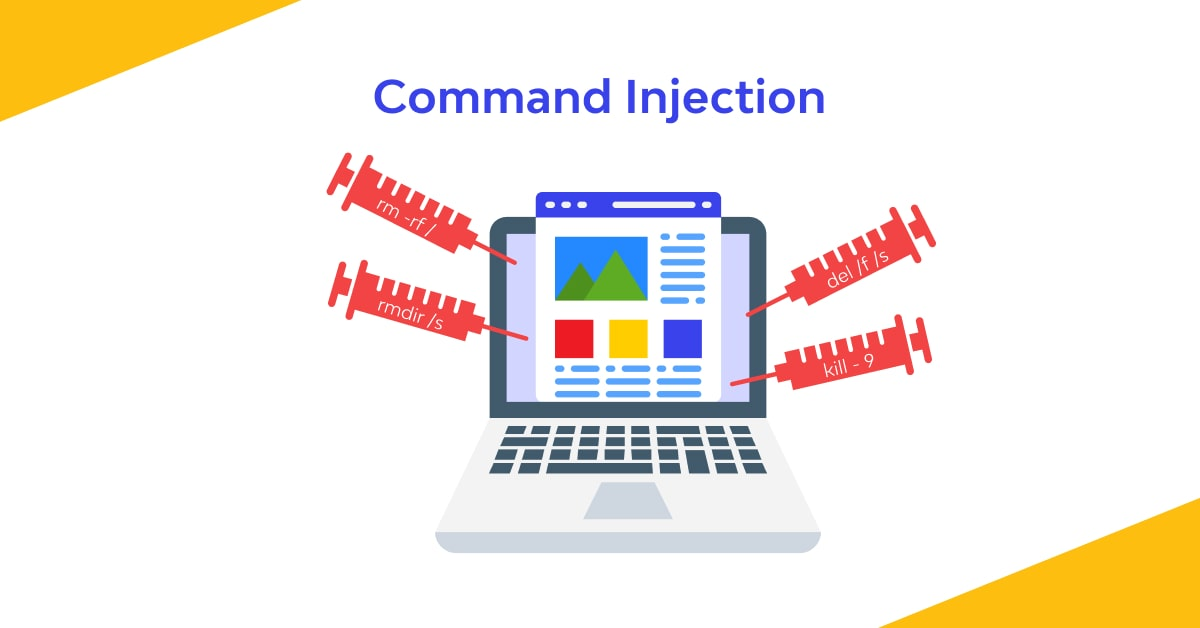 Command Injection
rm -rf /
rmdir /s
del /f /s
kill - 9